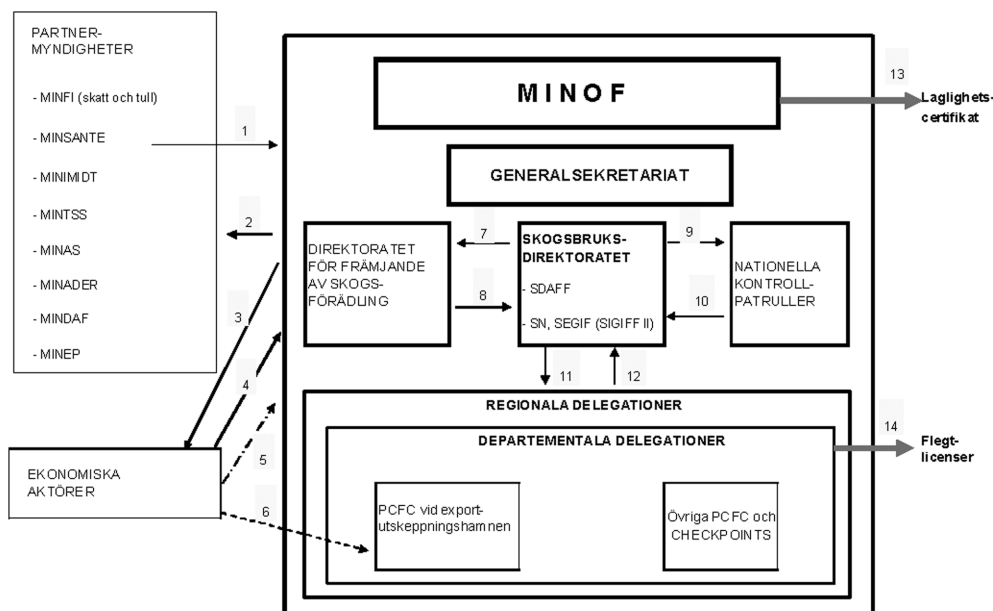 PARTNER-
MYNDIGHETER
- MINFI (skatt och tull)
- MINSANTE
- MINIMIDT
- MINTSS
- MINAS
- MINADER
- MINDAF
- MINEP
1
2
3
4
5
6
EKONOMISKA
AKTÖRER
MINOF
13
Laglighets-
certifikat
GENERALSEKRETARIAT
DIREKTORATET
FÖR FRÄMJANDE
AV SKOGS-
FÖRÄDLING
7
8
SKOGSBRUKS-
DIREKTORATET
- SDAFF
- SN, SEGIF (SIGIFF II)
9
10
NATIONELLA
KONTROLL-
PATRULLER
11
12
REGIONALA DELEGATIONER
DEPARTEMENTALA DELEGATIONER
14
Flegt-
licenser
PCFC vid export-
utskeppningshamnen
Övriga PCFC och
CHECKPOINTS